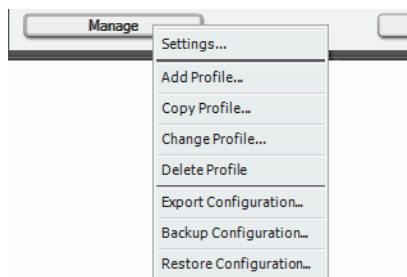 Manage
Settings...
Add Profile...
Copy Profile...
Change Profile...
Delete Profile
Export Configuration...
Backup Configuration...
Restore Configuration...